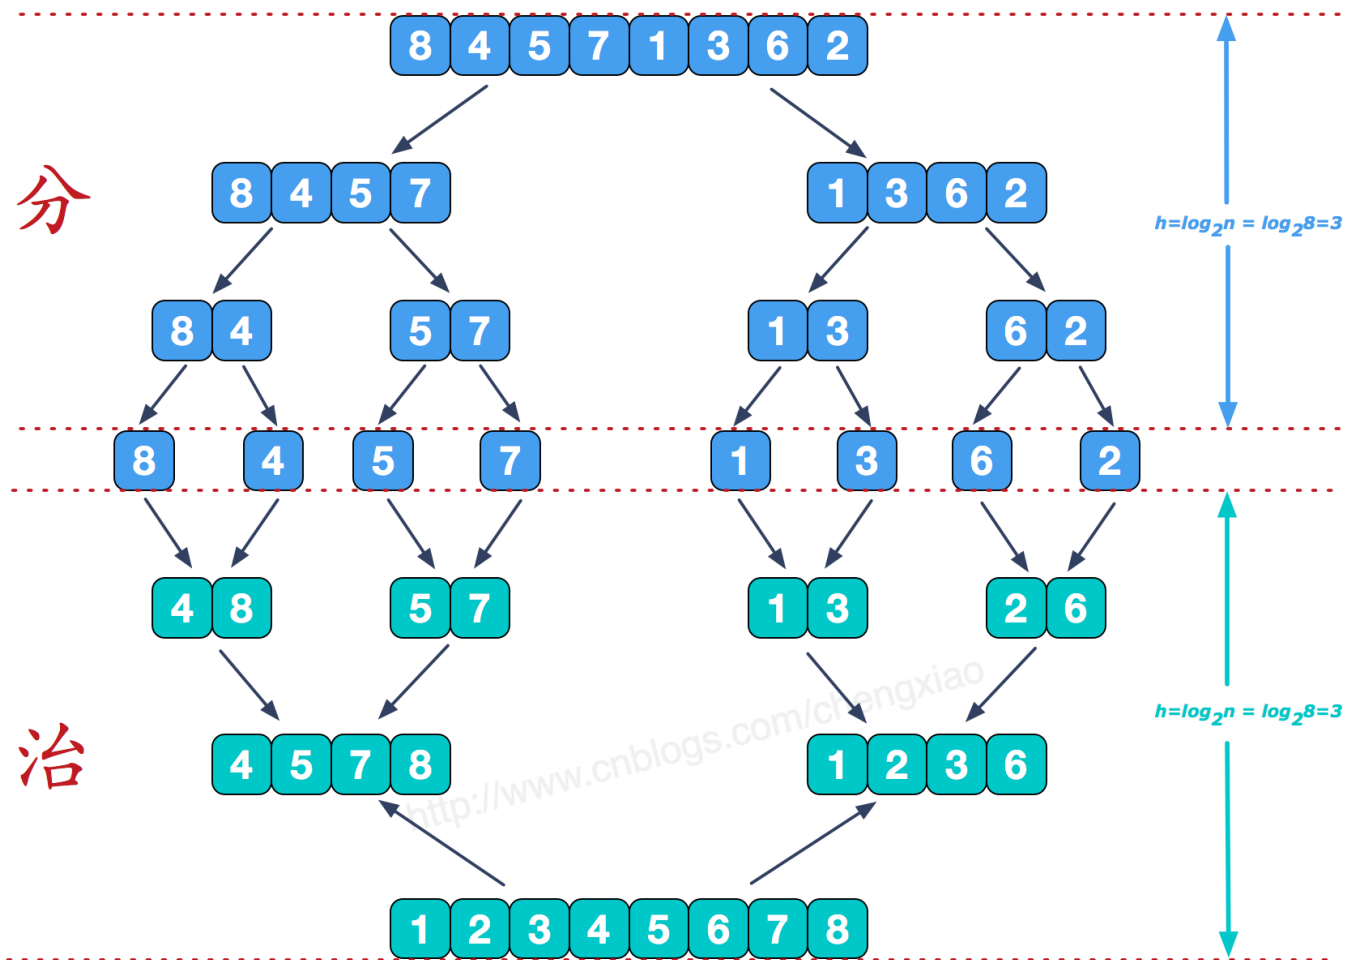 8 4 5 7 1 3 6 2
分
8 4 5 7 1 3 6 2
h=log2n = log28=3
8 4 5 7 1 3 6 2
8 4 5 7 1 3 6 2
4 8 5 7 1 3 2 6
http://www.cnblogs.com/chengxiao
h=log2n = log28=3
治
4 5 7 8 1 2 3 6
1 2 3 4 5 6 7 8